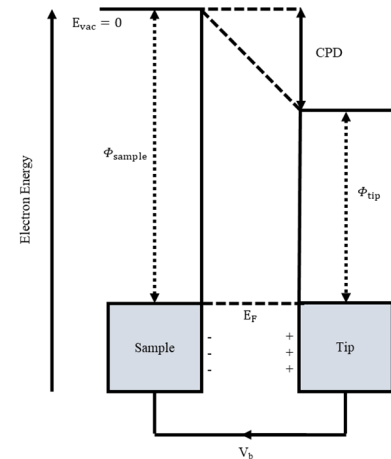 E_vac = 0
CPD
Φ_sample
Φ_tip
Electron Energy
E_F
Sample
Tip
- +
- +
- +
V_b